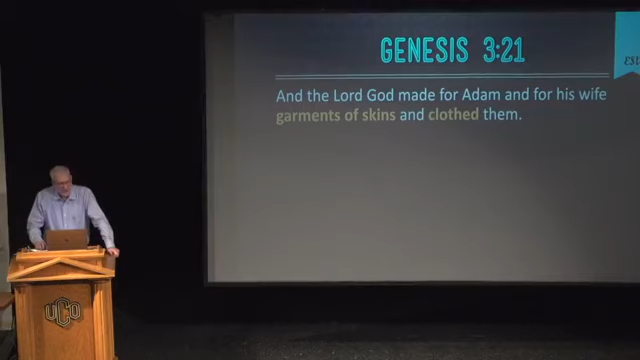 GENESIS 3:21
ESV
And the Lord God made for Adam and for his wife
garments of skins and clothed them.
UCO